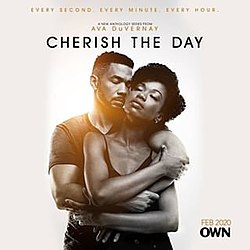 EVERY SECOND. EVERY MINUTE. EVERY HOUR.
A NEW ANTHOLOGY SERIES FROM
AVA DuVERNAY
CHERISH THE DAY
FEB 2020
OWN